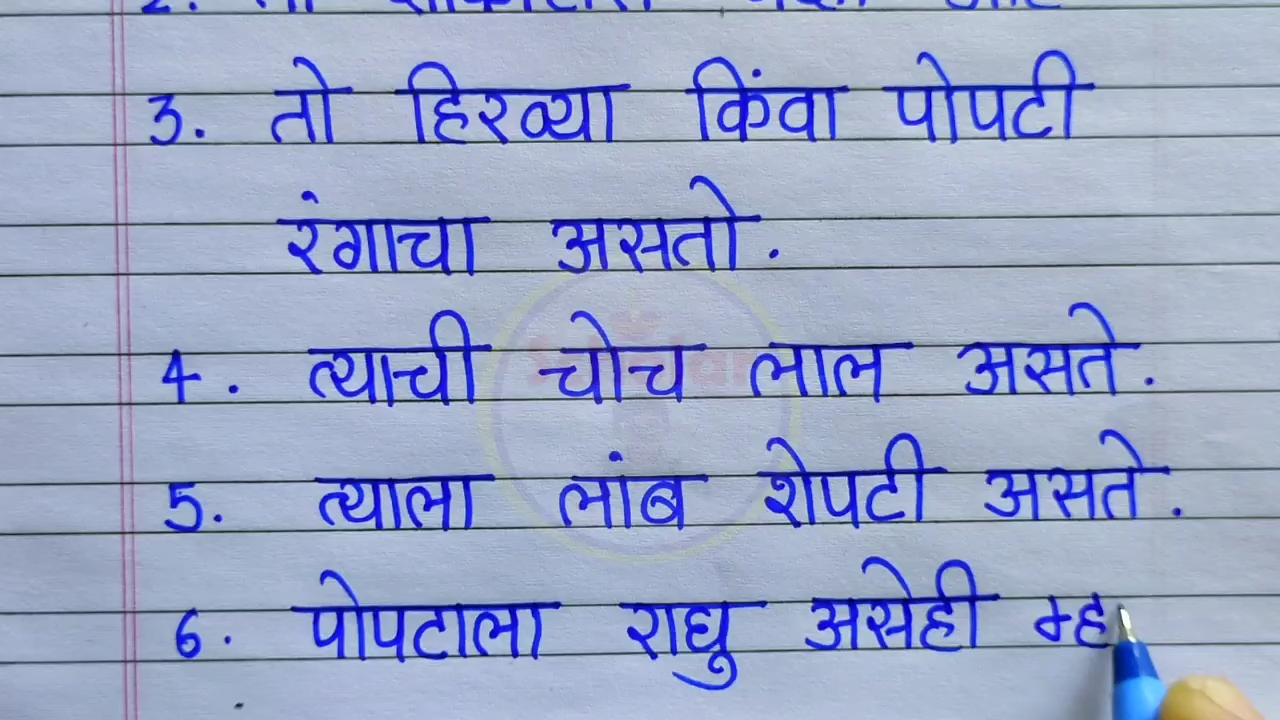 3. तो हिरव्या किंवा पोपटी
रंगाचा असतो.
4. त्याची चोच लाल असते.
5. त्याला लांब शेपटी असते.
6. पोपटाला राघु असेही म्ह